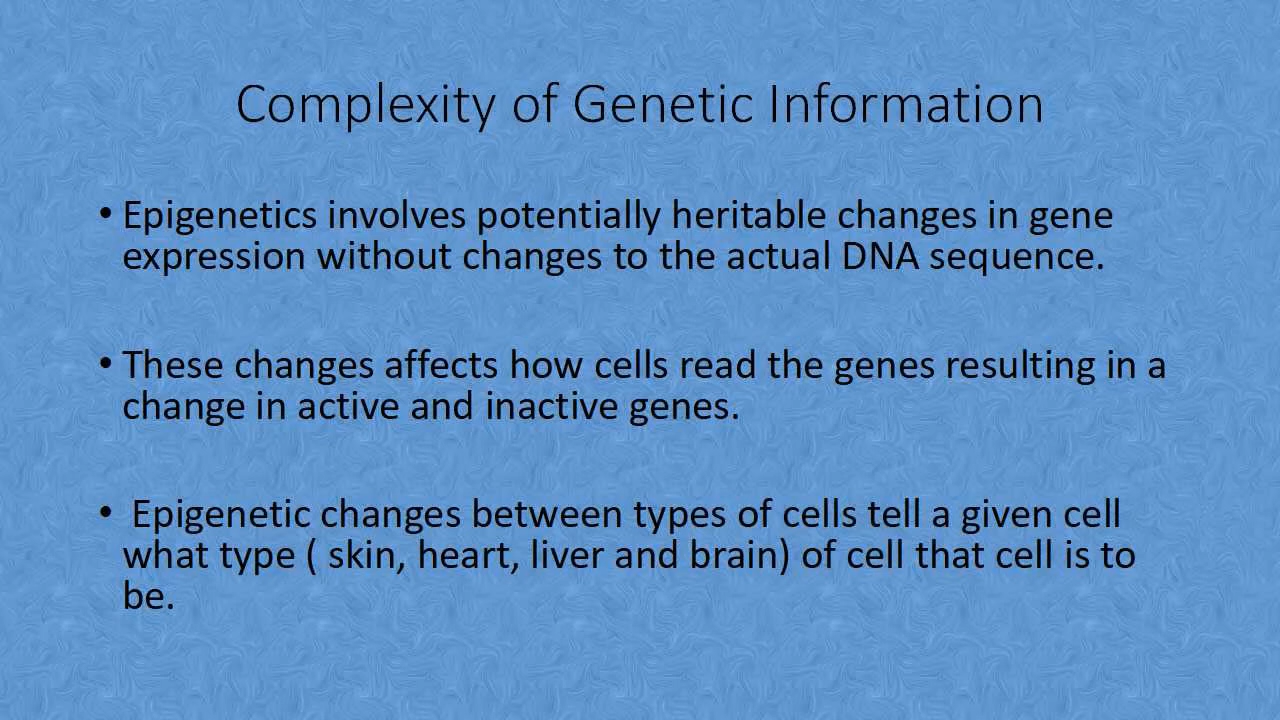 Complexity of Genetic Information
• Epigenetics involves potentially heritable changes in gene
expression without changes to the actual DNA sequence.
• These changes affects how cells read the genes resulting in a
change in active and inactive genes.
• Epigenetic changes between types of cells tell a given cell
what type ( skin, heart, liver and brain) of cell that cell is to
be.